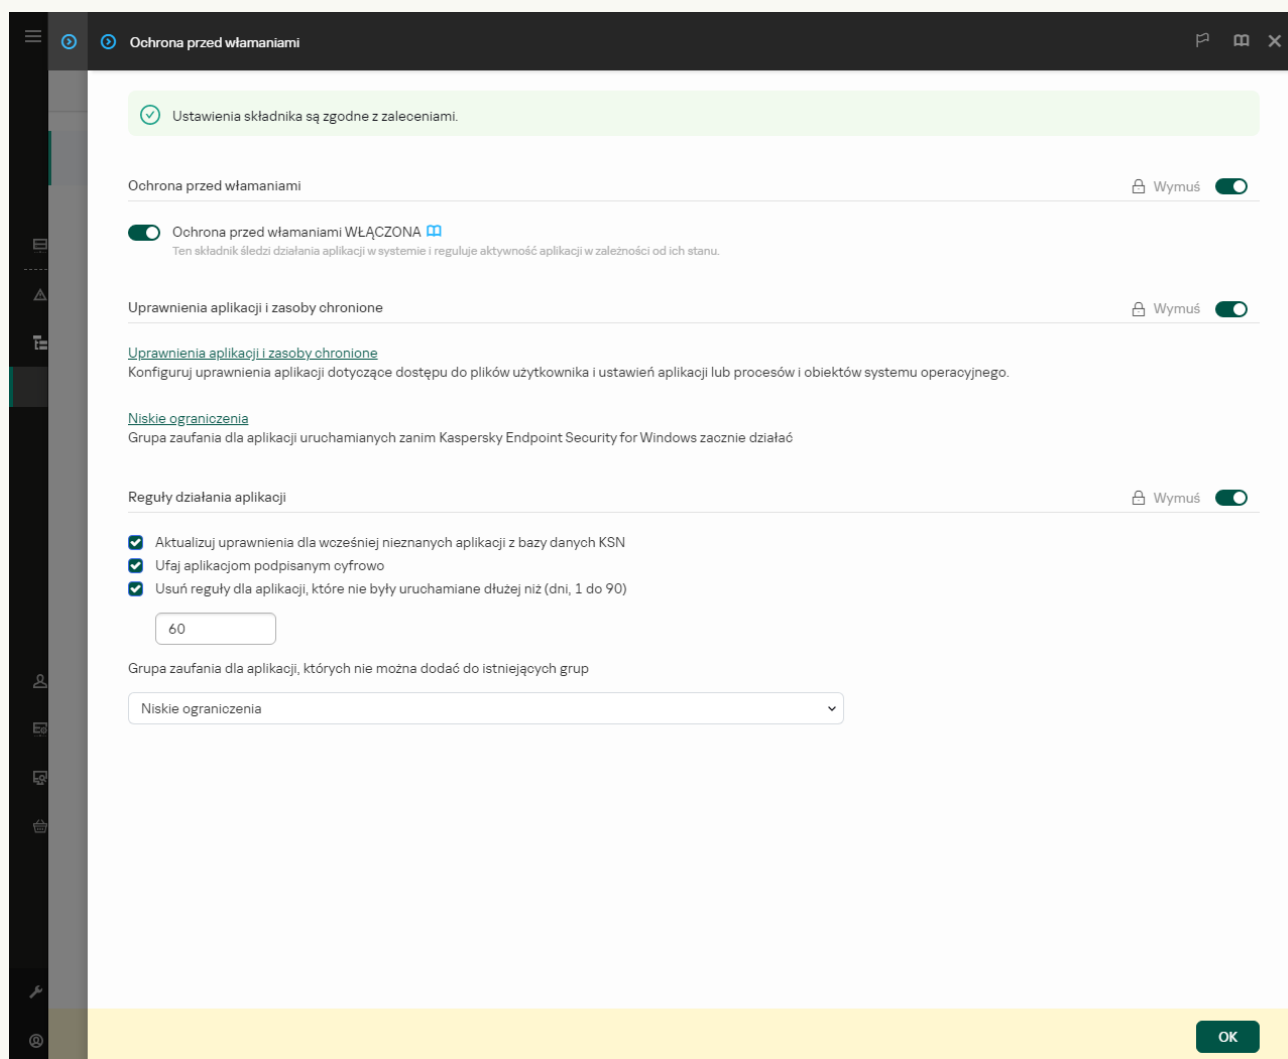 Ochrona przed włamaniami
Ustawienia składnika są zgodne z zaleceniami.
Ochrona przed włamaniami
Wymuś
Ochrona przed włamaniami WŁĄCZONA
Ten składnik śledzi działania aplikacji w systemie i reguluje aktywność aplikacji w zależności od ich stanu.
Uprawnienia aplikacji i zasoby chronione
Wymuś
Uprawnienia aplikacji i zasoby chronione
Konfiguruj uprawnienia aplikacji dotyczące dostępu do plików użytkownika i ustawień aplikacji lub procesów i obiektów systemu operacyjnego.
Niskie ograniczenia
Grupa zaufania dla aplikacji uruchamianych zanim Kaspersky Endpoint Security for Windows zacznie działać
Reguły działania aplikacji
Wymuś
Aktualizuj uprawnienia dla wcześniej nieznanych aplikacji z bazy danych KSN
Ufaj aplikacjom podpisanym cyfrowo
Usuń reguły dla aplikacji, które nie były uruchamiane dłużej niż (dni, 1 do 90)
60
Grupa zaufania dla aplikacji, których nie można dodać do istniejących grup
Niskie ograniczenia
OK